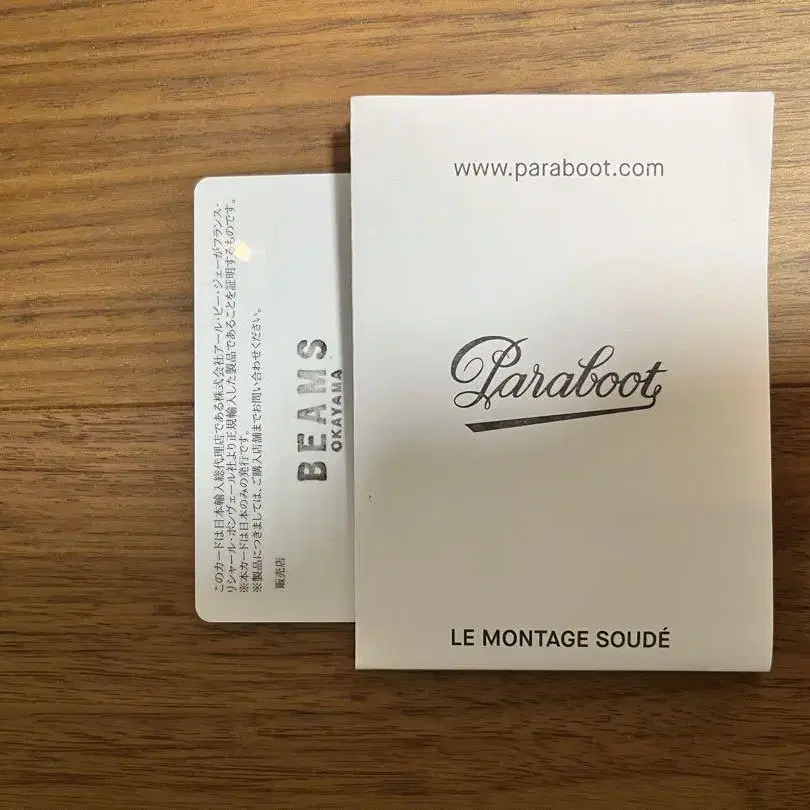 www.paraboot.com
Paraboot
LE MONTAGE SOUDÉ
このカードは日本輸入総代理店である株式会社アール・ピー・ジェーがフランス・
リシャール・ポンヴェール社より正規輸入した製品であることを証明するものです。
※本カードは日本のみの発行です。
※製品につきましては、ご購入店舗までお問い合わせください。
販売店
BEAMS
OKAYAMA